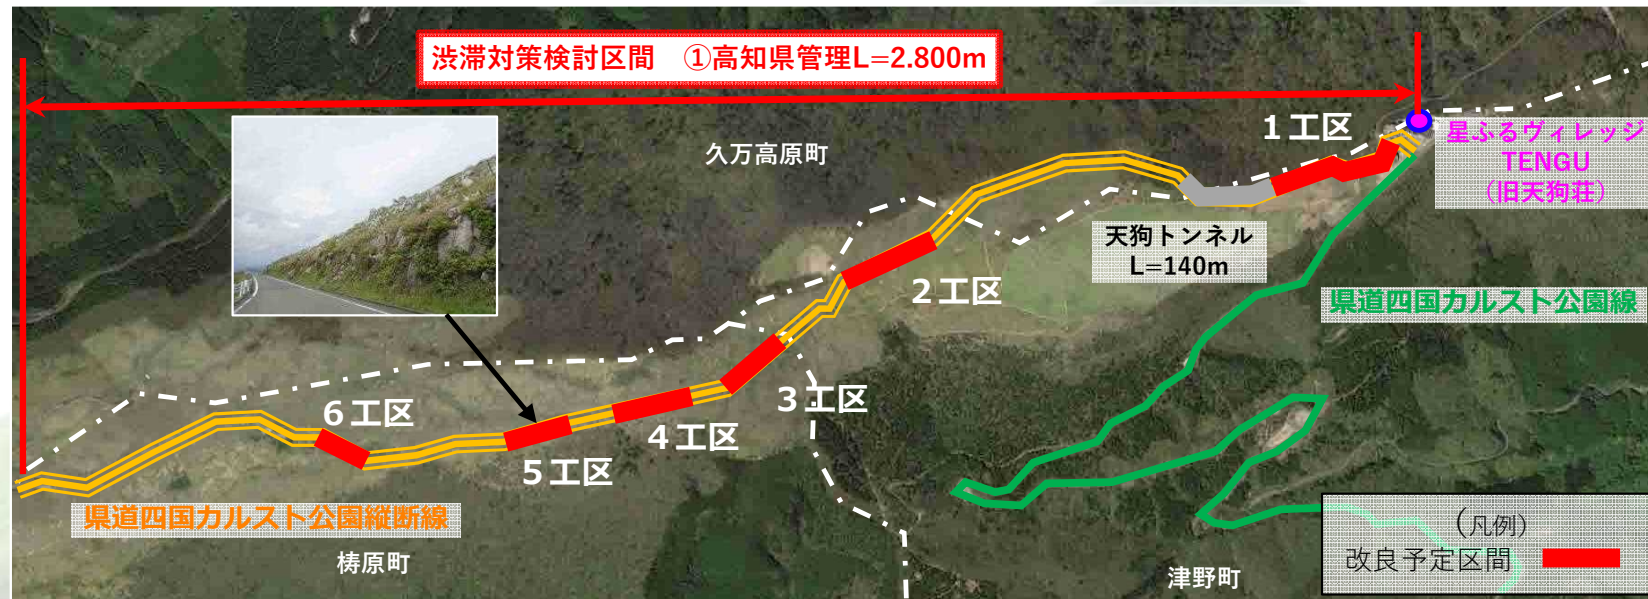 渋滞対策検討区間　①高知県管理L=2.800m
1工区
久万高原町
星ふるヴィレッジ
TENGU
（旧天狗荘）
天狗トンネル
L=140m
2工区
県道四国カルスト公園線
3工区
6工区
4工区
5工区
県道四国カルスト公園縦断線
梼原町
津野町
（凡例）
改良予定区間